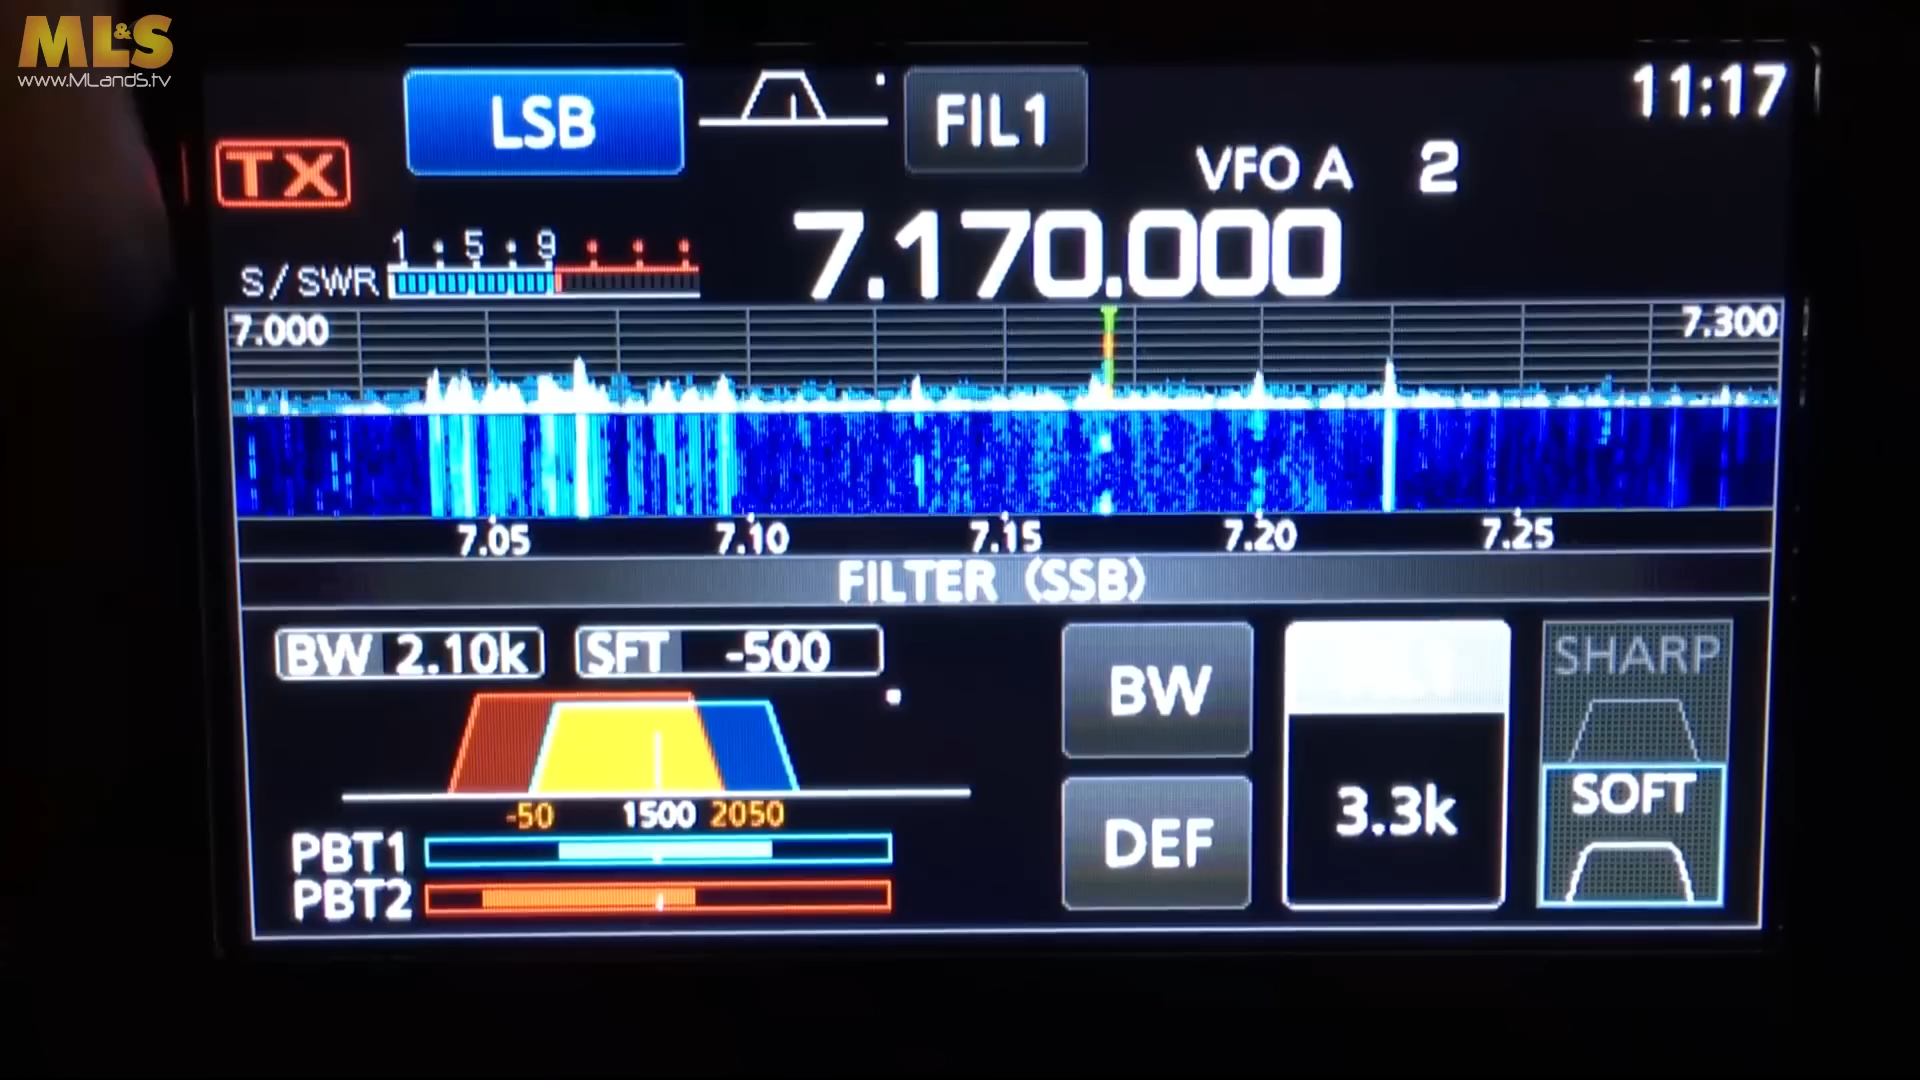 ML&S
www.MLandS.tv
LSB
FIL1
11:17
TX
VFO A 2
1 · 5 · 9
S/SWR
7.170.000
7.000
7.300
7.05 7.10 7.15 7.20 7.25
FILTER (SSB)
BW 2.10k
SFT -500
BW
SHARP
-50 1500 2050
DEF
3.3k
SOFT
PBT1
PBT2